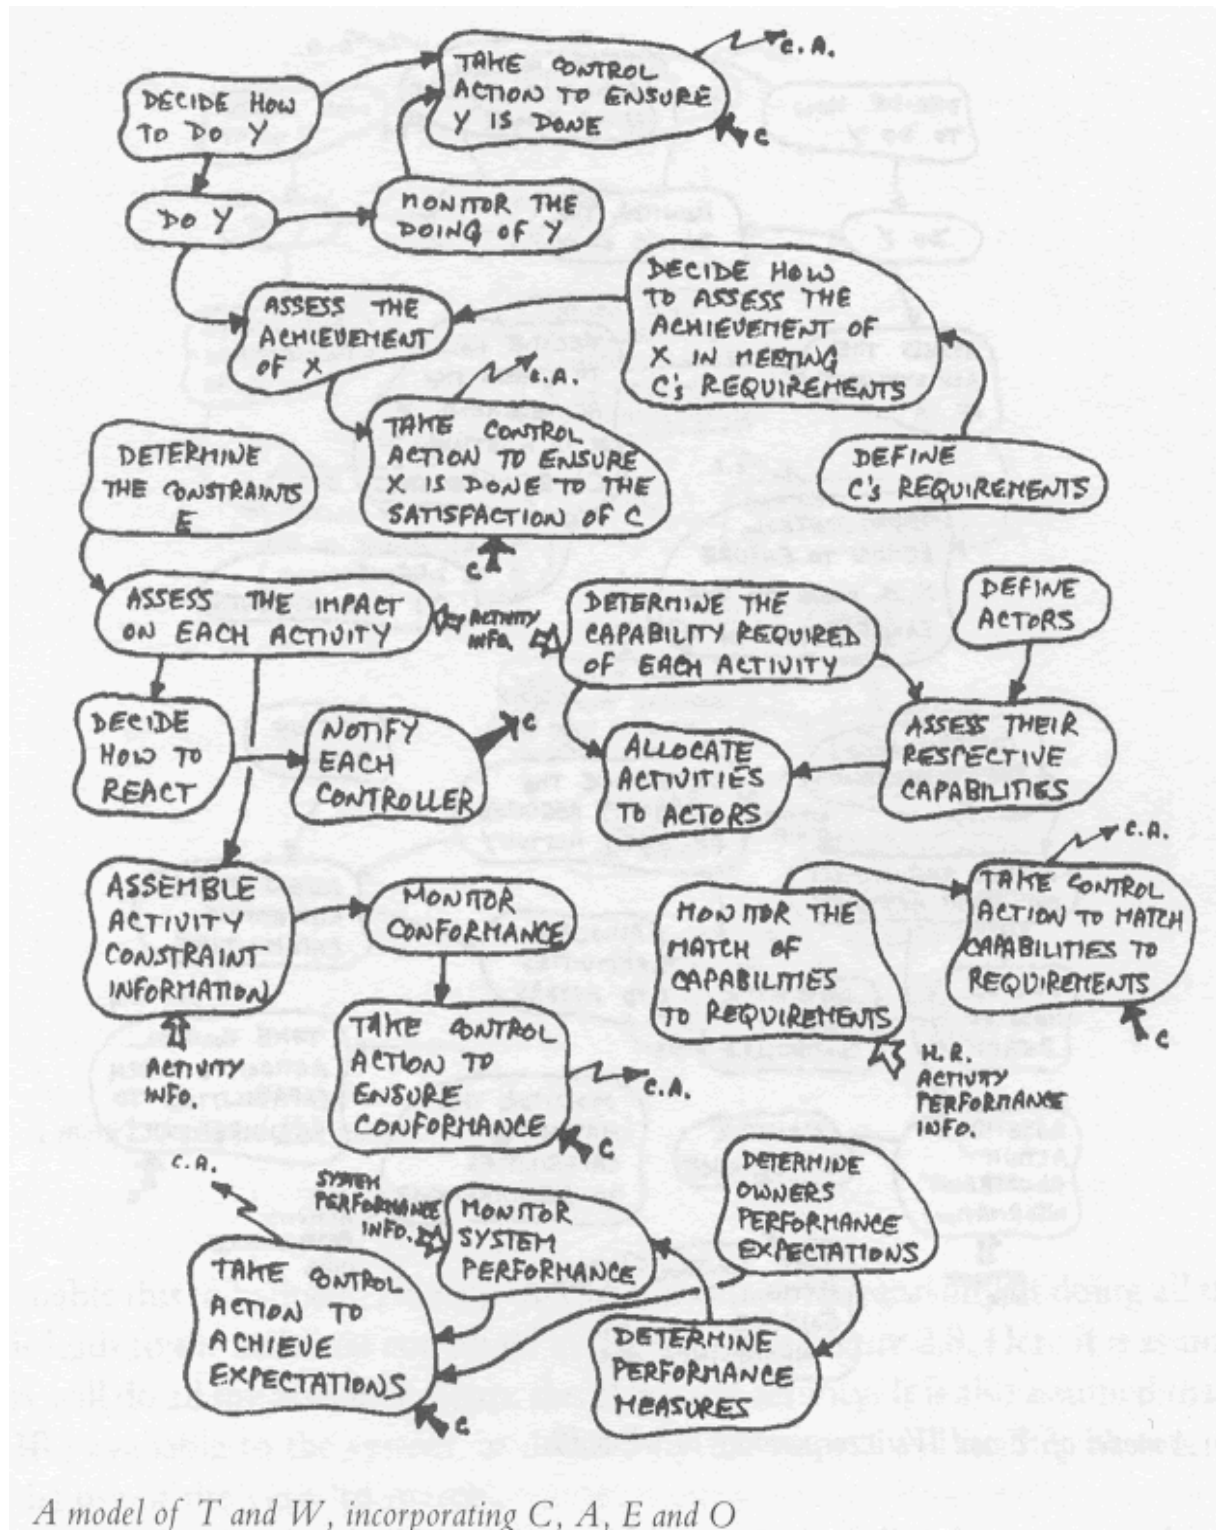 TAKE CONTROL
ACTION TO ENSURE
Y IS DONE
C.A.
C
DECIDE HOW
TO DO Y
DO Y
MONITOR THE
DOING OF Y
DECIDE HOW
TO ASSESS THE
ACHIEVEMENT OF
X IN MEETING
C's REQUIREMENTS
ASSESS THE
ACHIEVEMENT
OF X
C.A.
TAKE CONTROL
ACTION TO ENSURE
X IS DONE TO THE
SATISFACTION OF C
C
DEFINE
C's REQUIREMENTS
DETERMINE
THE CONSTRAINTS
E
ASSESS THE IMPACT
ON EACH ACTIVITY
ACTIVITY
INFO.
DETERMINE THE
CAPABILITY REQUIRED
OF EACH ACTIVITY
DEFINE
ACTORS
DECIDE
HOW TO
REACT
NOTIFY
EACH
CONTROLLER
C
ALLOCATE
ACTIVITIES
TO ACTORS
ASSESS THEIR
RESPECTIVE
CAPABILITIES
ASSEMBLE
ACTIVITY
CONSTRAINT
INFORMATION
ACTIVITY
INFO.
MONITOR
CONFORMANCE
MONITOR THE
MATCH OF
CAPABILITIES
TO REQUIREMENTS
C.A.
TAKE CONTROL
ACTION TO MATCH
CAPABILITIES TO
REQUIREMENTS
C
H.R.
ACTIVITY
PERFORMANCE
INFO.
TAKE CONTROL
ACTION TO
ENSURE
CONFORMANCE
C.A.
C
C.A.
SYSTEM
PERFORMANCE
INFO.
MONITOR
SYSTEM
PERFORMANCE
DETERMINE
OWNERS
PERFORMANCE
EXPECTATIONS
TAKE CONTROL
ACTION TO
ACHIEVE
EXPECTATIONS
C
DETERMINE
PERFORMANCE
MEASURES
A model of T and W, incorporating C, A, E and O